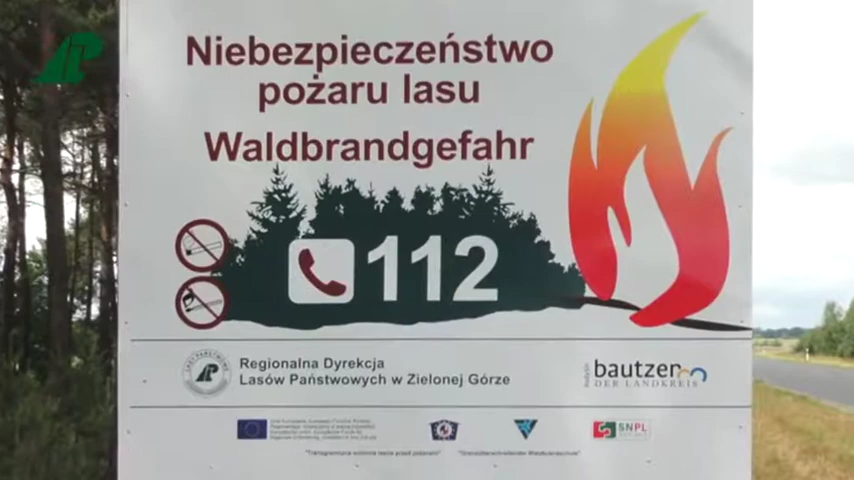 Niebezpieczeństwo
pożaru lasu
Waldbrandgefahr
112
Regionalna Dyrekcja
Lasów Państwowych w Zielonej Górze
bautzen
DER LANDKREIS
SNPL